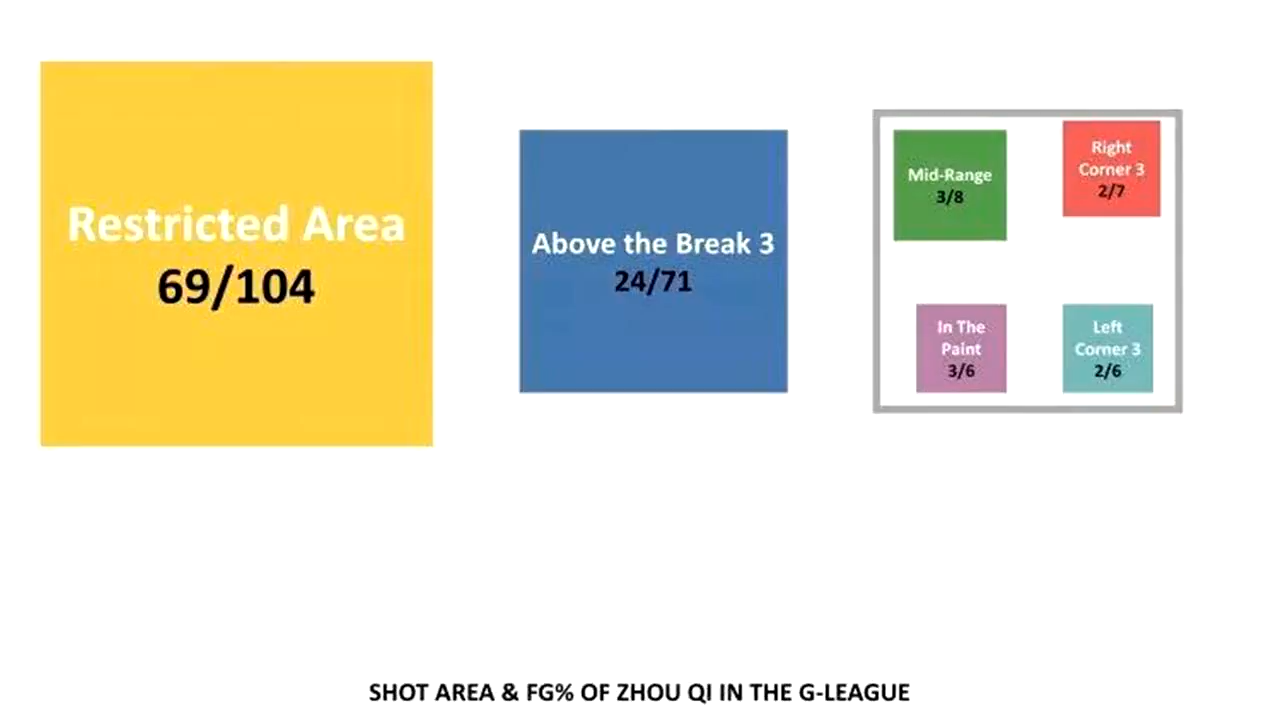 Restricted Area
69/104
Above the Break 3
24/71
Mid-Range
3/8
Right
Corner 3
2/7
In The
Paint
3/6
Left
Corner 3
2/6
SHOT AREA & FG% OF ZHOU QI IN THE G-LEAGUE